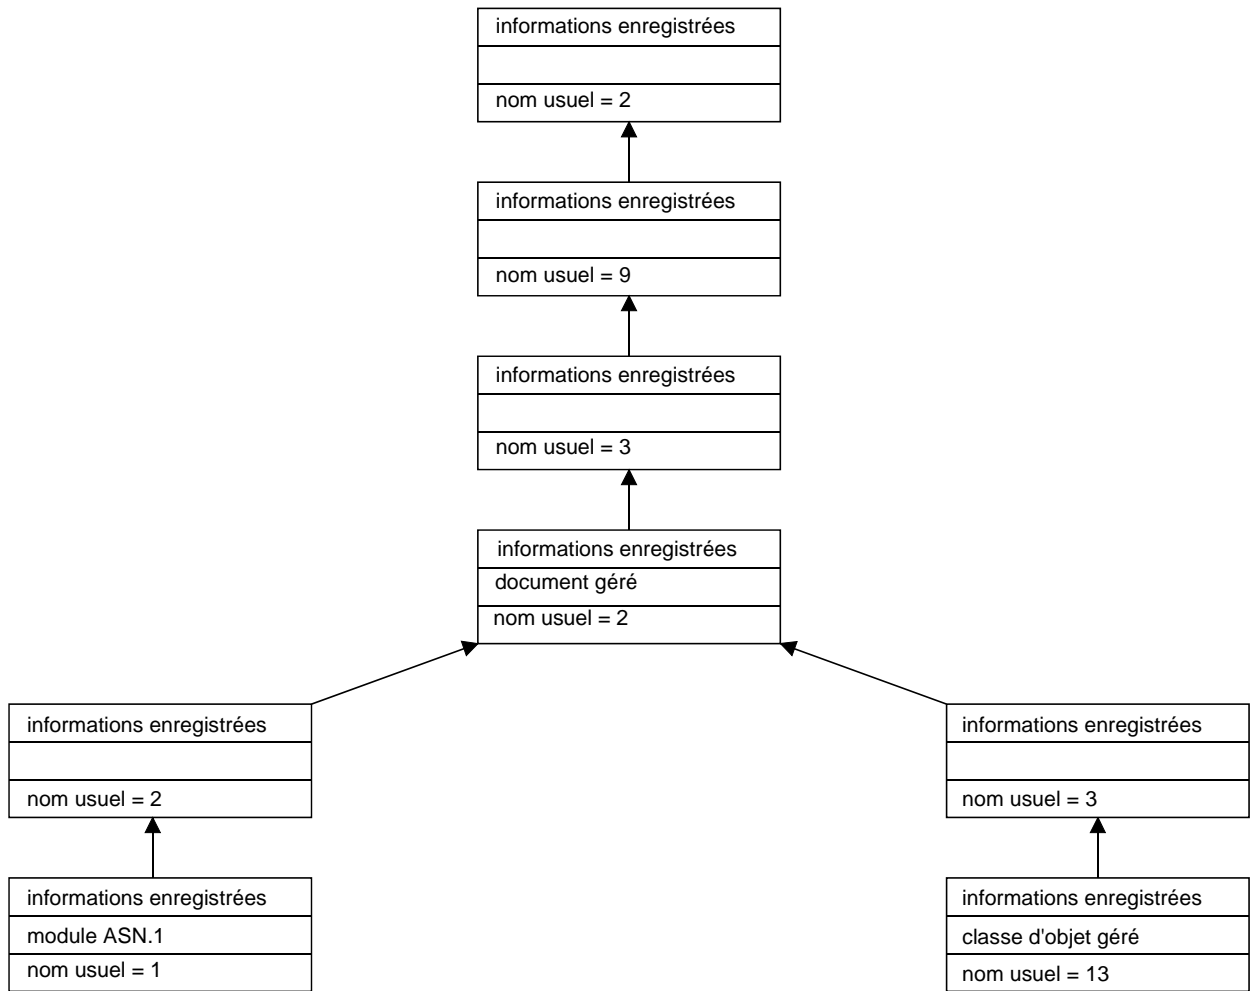 informations enregistrées
nom usuel = 2
informations enregistrées
nom usuel = 9
informations enregistrées
nom usuel = 3
informations enregistrées
document géré
nom usuel = 2
informations enregistrées
nom usuel = 2
informations enregistrées
nom usuel = 3
informations enregistrées
module ASN.1
nom usuel = 1
informations enregistrées
classe d'objet géré
nom usuel = 13